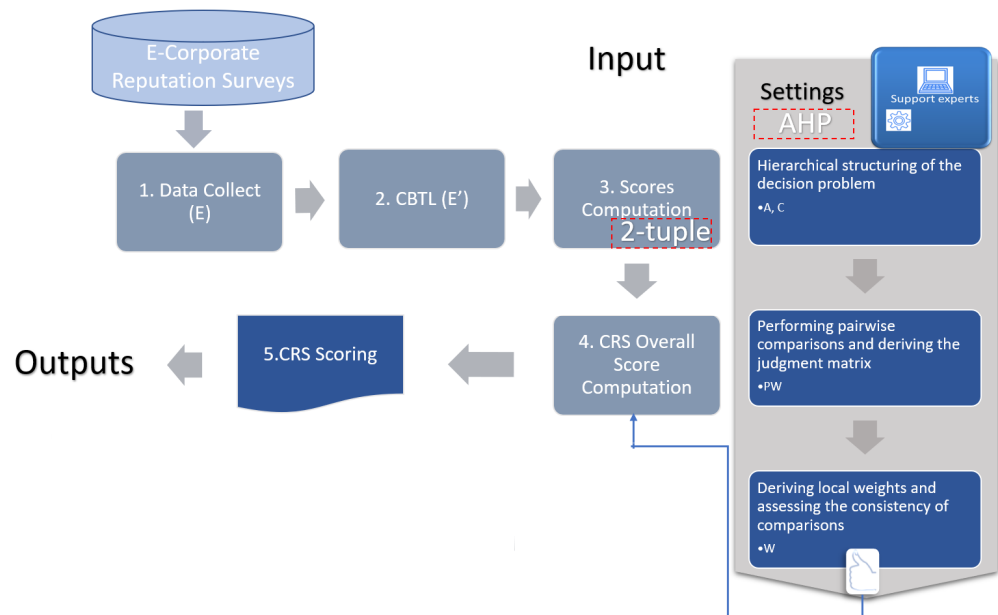 E-Corporate
Reputation Surveys
Input
1. Data Collect
(E)
2. CBTL (E’)
3. Scores
Computation
2-tuple
4. CRS Overall
Score
Computation
5.CRS Scoring
Outputs
Settings
AHP
Support experts
Hierarchical structuring of the
decision problem
•A, C
Performing pairwise
comparisons and deriving the
judgment matrix
•PW
Deriving local weights and
assessing the consistency of
comparisons
•W